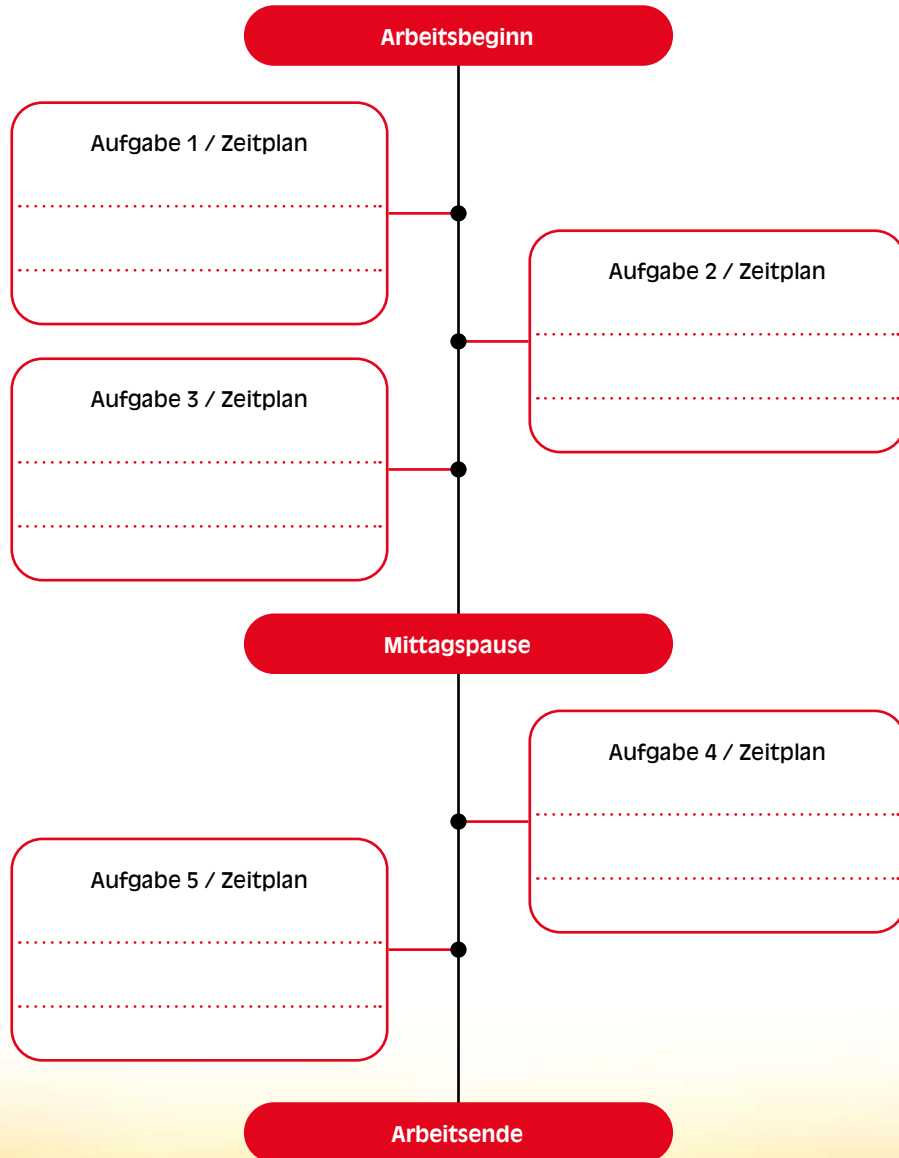 Arbeitsbeginn
Aufgabe 1 / Zeitplan
Aufgabe 2 / Zeitplan
Aufgabe 3 / Zeitplan
Mittagspause
Aufgabe 4 / Zeitplan
Aufgabe 5 / Zeitplan
Arbeitsende